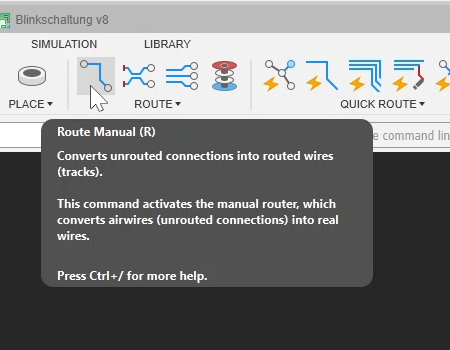 Blinkschaltung v8
SIMULATION LIBRARY
PLACE ROUTE QUICK ROUTE
command lin
Route Manual (R)
Converts unrouted connections into routed wires
(tracks).
This command activates the manual router, which
converts airwires (unrouted connections) into real
wires.
Press Ctrl+/ for more help.